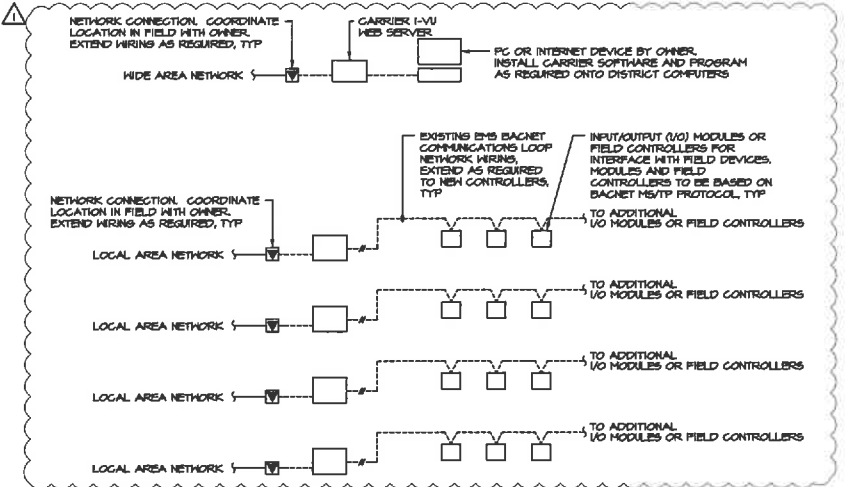 1
NETWORK CONNECTION. COORDINATE
LOCATION IN FIELD WITH OWNER.
EXTEND WIRING AS REQUIRED, TYP
CARRIER I-VU
WEB SERVER
PC OR INTERNET DEVICE BY OWNER.
INSTALL CARRIER SOFTWARE AND PROGRAM
AS REQUIRED ONTO DISTRICT COMPUTERS
WIDE AREA NETWORK
EXISTING EMS BACNET
COMMUNICATIONS LOOP
NETWORK WIRING,
EXTEND AS REQUIRED
TO NEW CONTROLLERS,
TYP
INPUT/OUTPUT (I/O) MODULES OR
FIELD CONTROLLERS FOR
INTERFACE WITH FIELD DEVICES.
MODULES AND FIELD
CONTROLLERS TO BE BASED ON
BACNET MS/TP PROTOCOL, TYP
NETWORK CONNECTION. COORDINATE
LOCATION IN FIELD WITH OWNER.
EXTEND WIRING AS REQUIRED, TYP
TO ADDITIONAL
I/O MODULES OR FIELD CONTROLLERS
LOCAL AREA NETWORK
TO ADDITIONAL
I/O MODULES OR FIELD CONTROLLERS
LOCAL AREA NETWORK
TO ADDITIONAL
I/O MODULES OR FIELD CONTROLLERS
LOCAL AREA NETWORK
TO ADDITIONAL
I/O MODULES OR FIELD CONTROLLERS
LOCAL AREA NETWORK